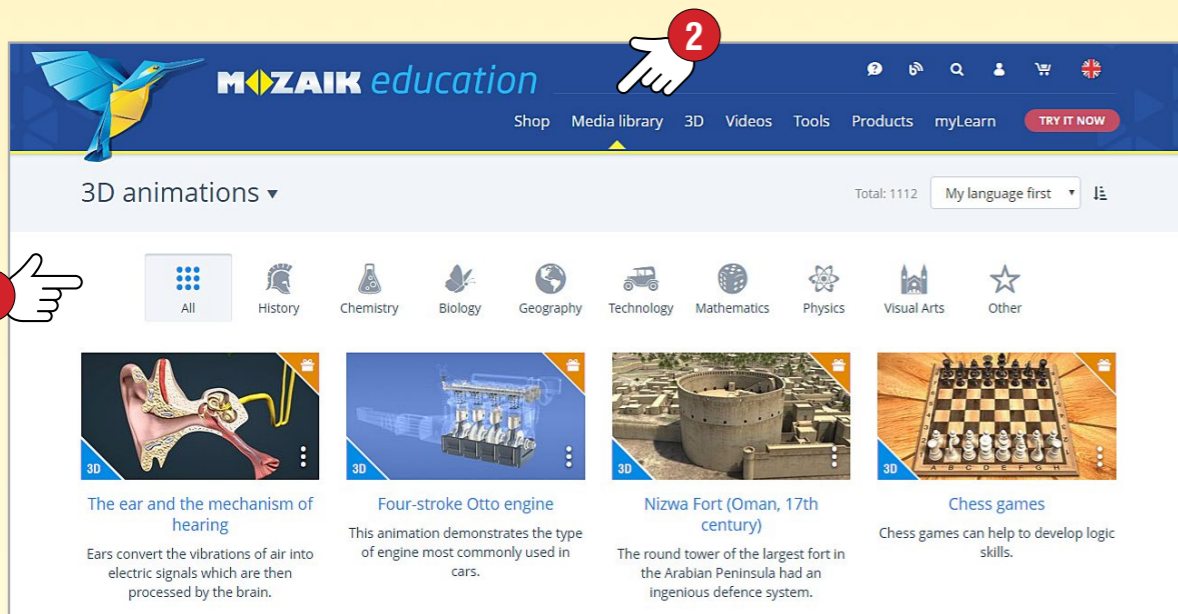 2
MOZAIK education
Shop Media library 3D Videos Tools Products myLearn TRY IT NOW
3D animations
Total: 1112 My language first
All History Chemistry Biology Geography Technology Mathematics Physics Visual Arts Other
3D 3D 3D 3D
A B C D E F G H
The ear and the mechanism of
hearing
Ears convert the vibrations of air into
electric signals which are then
processed by the brain.
Four-stroke Otto engine
This animation demonstrates the type
of engine most commonly used in
cars.
Nizwa Fort (Oman, 17th
century)
The round tower of the largest fort in
the Arabian Peninsula had an
ingenious defence system.
Chess games
Chess games can help to develop logic
skills.